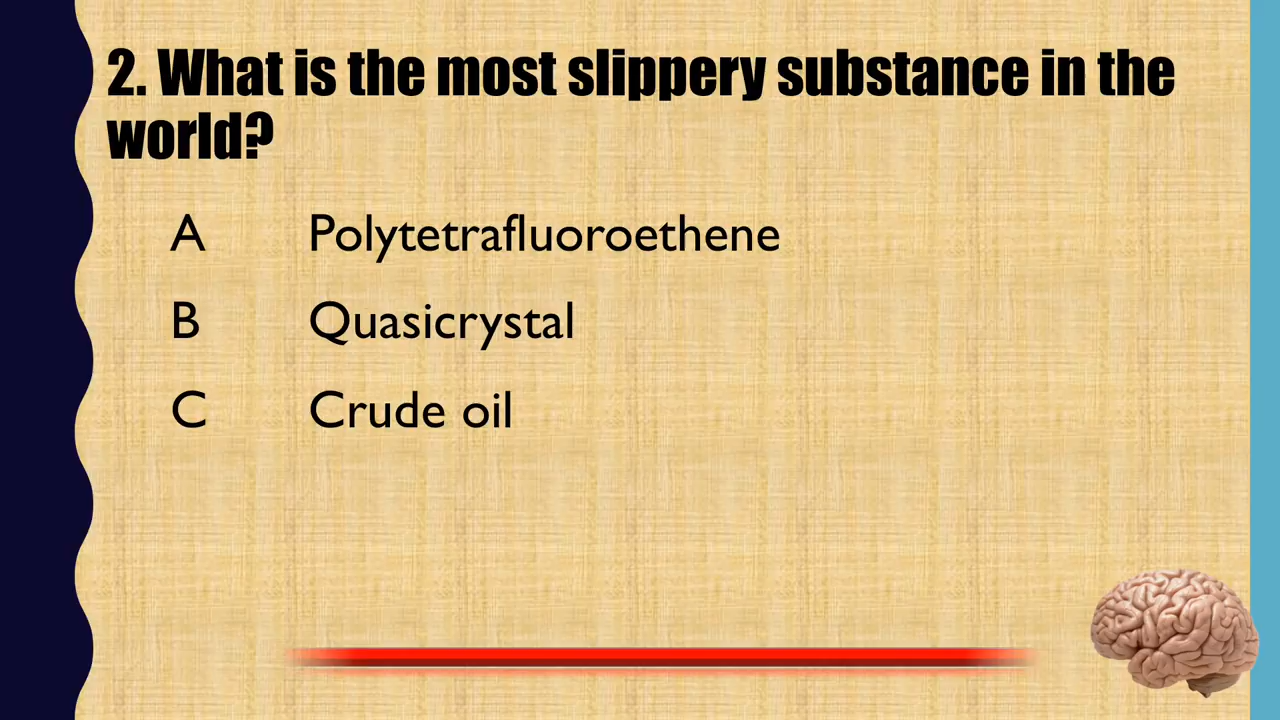 2. What is the most slippery substance in the
world?
A Polytetrafluoroethene
B Quasicrystal
C Crude oil